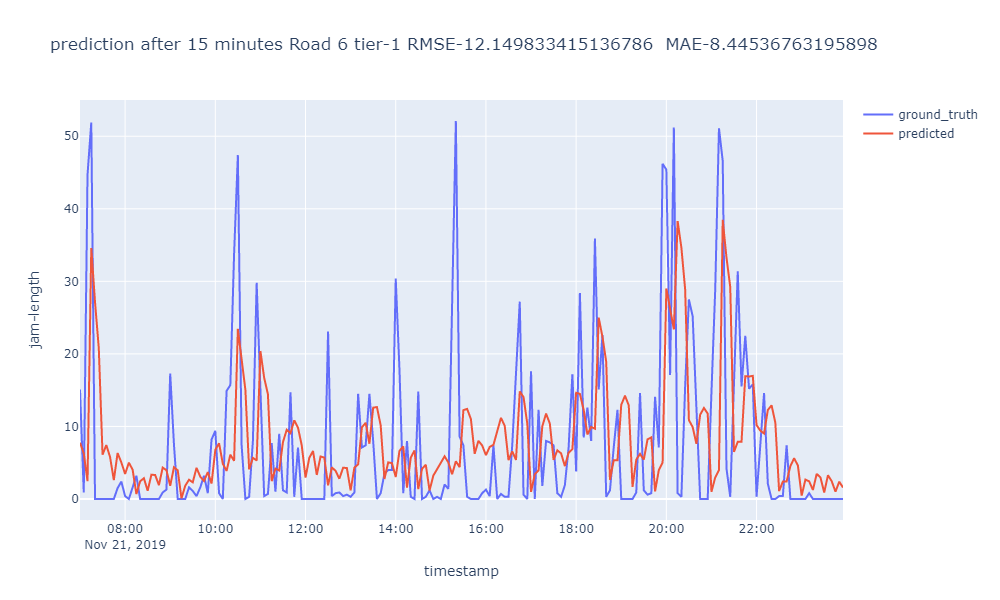 prediction after 15 minutes Road 6 tier-1 RMSE-12.149833415136786  MAE-8.44536763195898
ground_truth
predicted
50
40
30
20
10
0
jam-length
08:00 10:00 12:00 14:00 16:00 18:00 20:00 22:00
Nov 21, 2019
timestamp